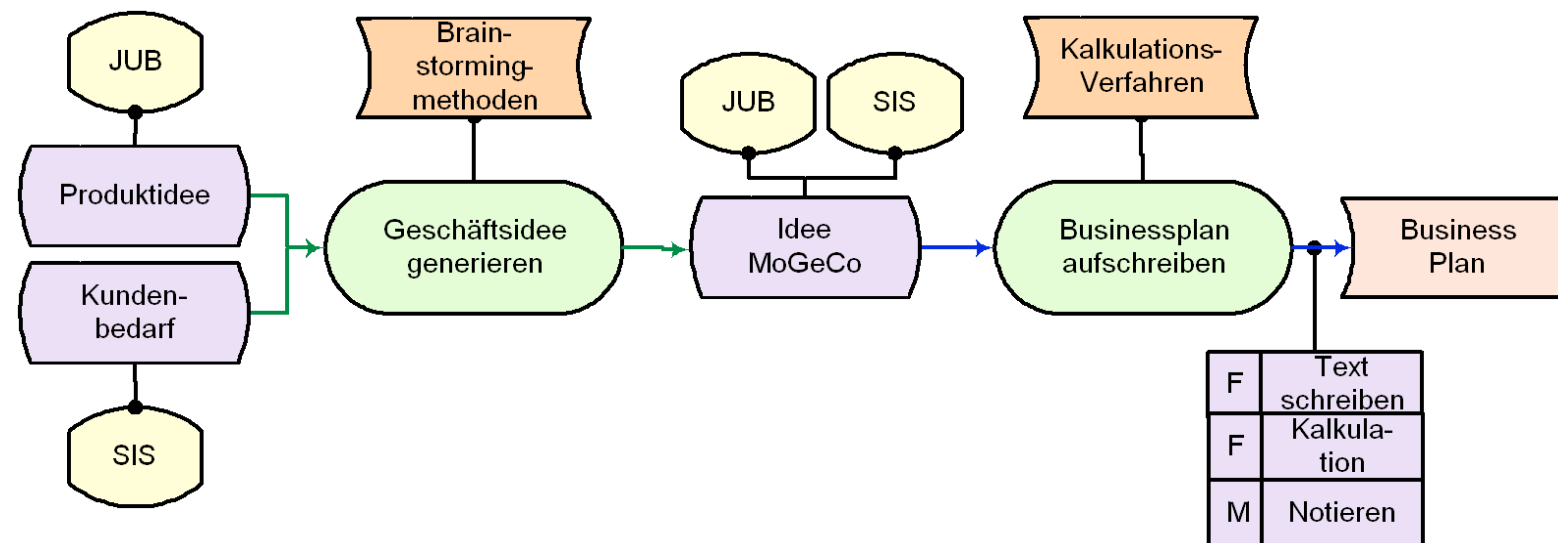 JUB
Produktidee
Kunden-
bedarf
SIS
Brain-
storming-
methoden
Geschäftsidee
generieren
JUB
SIS
Idee
MoGeCo
Kalkulations-
Verfahren
Businessplan
aufschreiben
Business
Plan
F Text
schreiben
F Kalkula-
tion
M Notieren